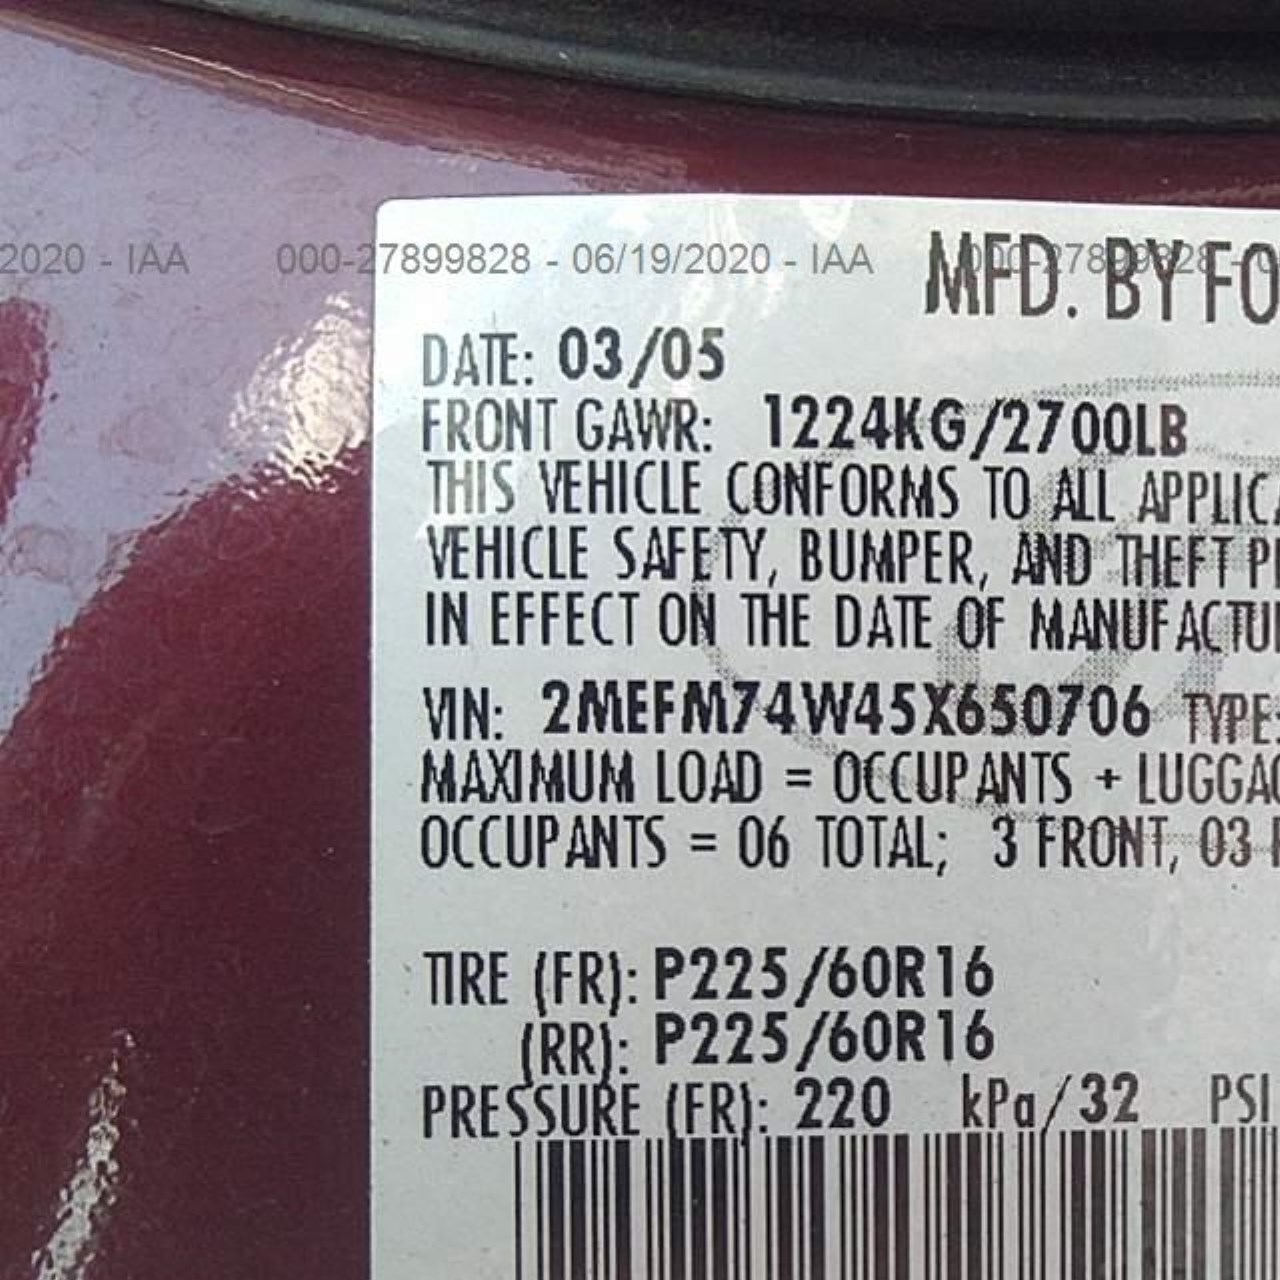 2020 - IAA 000-27899828 - 06/19/2020 - IAA 000-27899828 -
MFD. BY FO
DATE: 03/05
FRONT GAWR: 1224KG/2700LB
THIS VEHICLE CONFORMS TO ALL APPLICA
VEHICLE SAFETY, BUMPER, AND THEFT P
IN EFFECT ON THE DATE OF MANUFACTU
VIN: 2MEFM74W45X650706 TYPE:
MAXIMUM LOAD = OCCUPANTS + LUGGAG
OCCUPANTS = 06 TOTAL; 3 FRONT, 03
TIRE (FR): P225/60R16
(RR): P225/60R16
PRESSURE (FR): 220 kPa/32 PSI